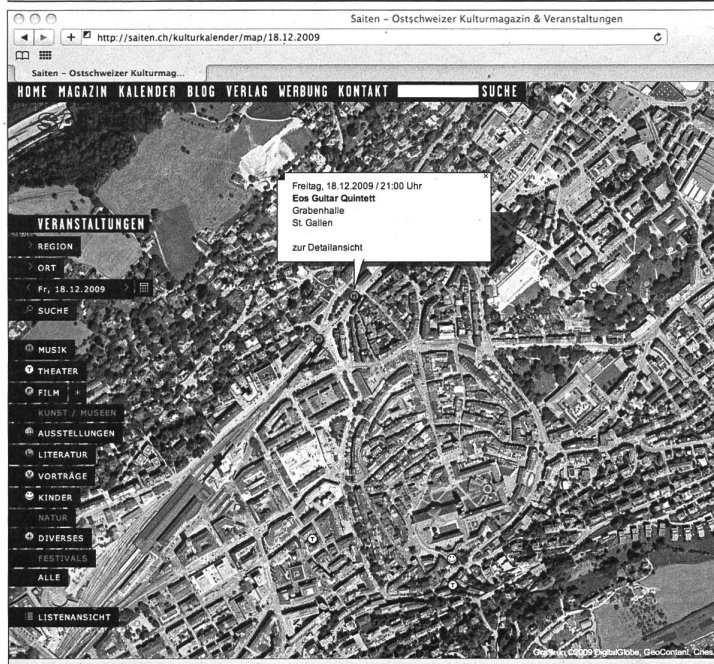 Saiten – Ostschweizer Kulturmagazin & Veranstaltungen
http://saiten.ch/kulturkalender/map/18.12.2009
Saiten – Ostschweizer Kulturmag...
HOME MAGAZIN KALENDER BLOG VERLAG WERBUNG KONTAKT SUCHE
Freitag, 18.12.2009 / 21:00 Uhr
Eos Guitar Quintett
Grabenhalle
St. Gallen
zur Detailansicht
VERANSTALTUNGEN
REGION
ORT
Fr, 18.12.2009
SUCHE
MUSIK
THEATER
FILM
KUNST / MUSEEN
AUSSTELLUNGEN
LITERATUR
VORTRÄGE
KINDER
NATUR
DIVERSES
FESTIVALS
ALLE
LISTENANSICHT
©2009 DigitalGlobe, GeoContent, Cnes